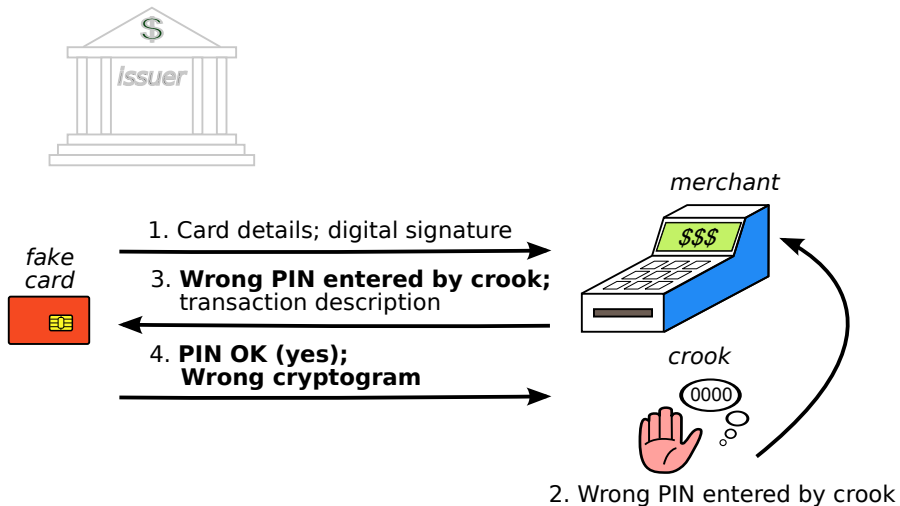 $
issuer
merchant
1. Card details; digital signature
$$$
fake
card
3. Wrong PIN entered by crook;
transaction description
4. PIN OK (yes);
Wrong cryptogram
crook
0000
2. Wrong PIN entered by crook